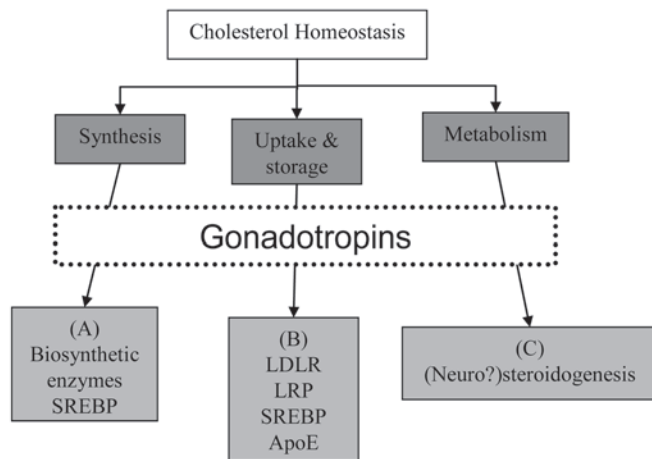 Cholesterol Homeostasis
Synthesis
Uptake &
storage
Metabolism
Gonadotropins
(A)
Biosynthetic
enzymes
SREBP
(B)
LDLR
LRP
SREBP
ApoE
(C)
(Neuro?)steroidogenesis